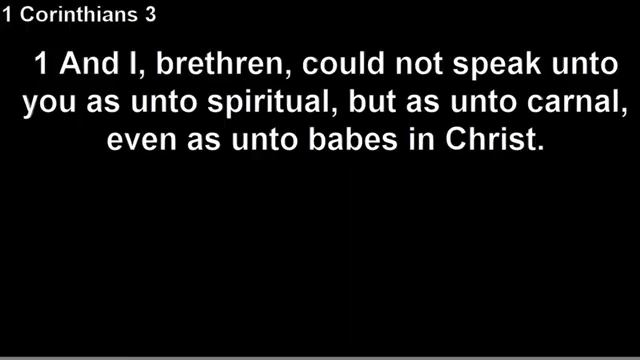 1 Corinthians 3
1 And I, brethren, could not speak unto
you as unto spiritual, but as unto carnal,
even as unto babes in Christ.